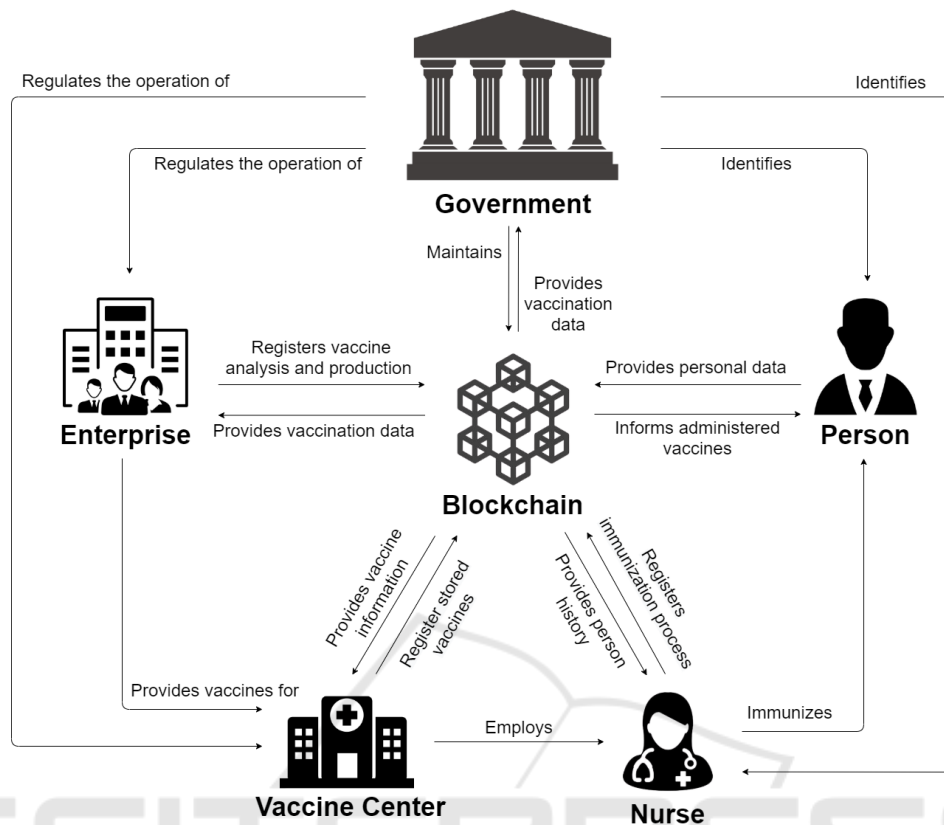 Regulates the operation of
Identifies
Regulates the operation of
Identifies
Government
Maintains
Provides
vaccination
data
Registers vaccine
analysis and production
Provides personal data
Enterprise
Provides vaccination data
Informs administered
vaccines
Person
Blockchain
Provides vaccine
information
Register stored
vaccines
Provides person
history
Registers
immunization process
Provides vaccines for
Employs
Immunizes
Vaccine Center
Nurse